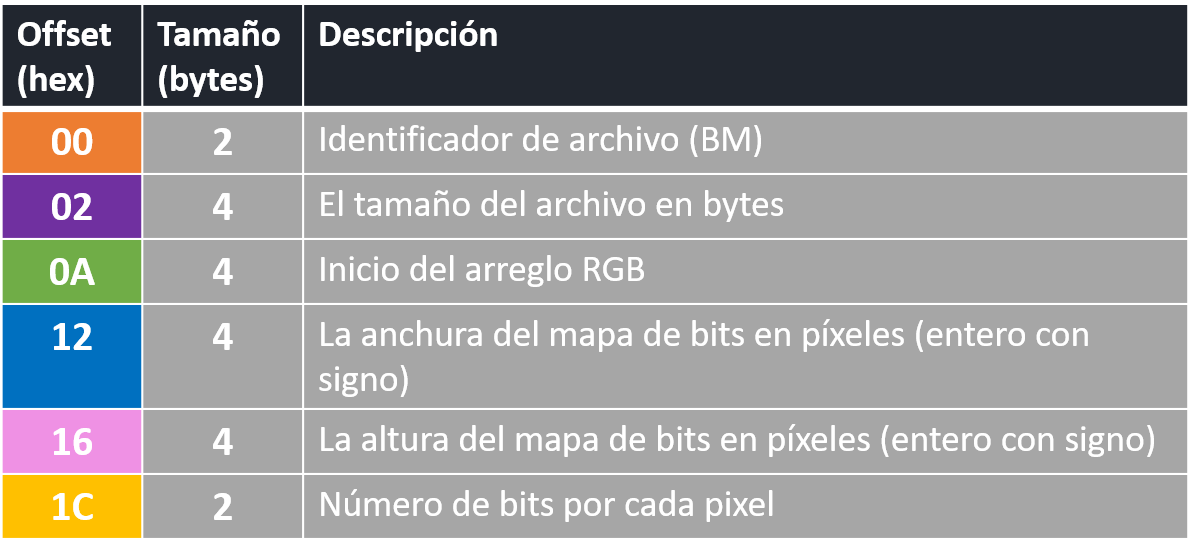 Offset (hex) Tamaño (bytes) Descripción
00 2 Identificador de archivo (BM)
02 4 El tamaño del archivo en bytes
0A 4 Inicio del arreglo RGB
12 4 La anchura del mapa de bits en píxeles (entero con
signo)
16 4 La altura del mapa de bits en píxeles (entero con signo)
1C 2 Número de bits por cada pixel